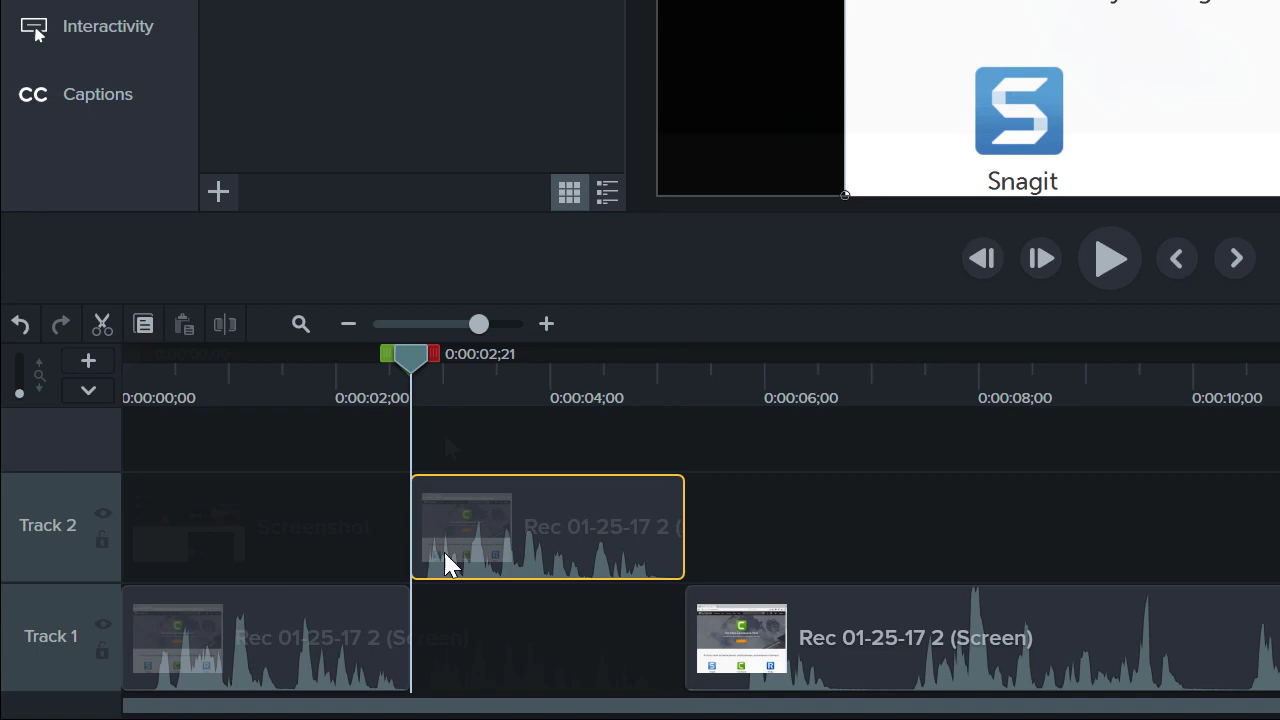 Interactivity
CC Captions
Snagit
0:00:02;21
0:00:00;00 0:00:02;00 0:00:04;00 0:00:06;00 0:00:08;00 0:00:10;00
Track 2
Screenshot
Rec 01-25-17 2 (
Track 1
Rec 01-25-17 2 (Screen)
Rec 01-25-17 2 (Screen)